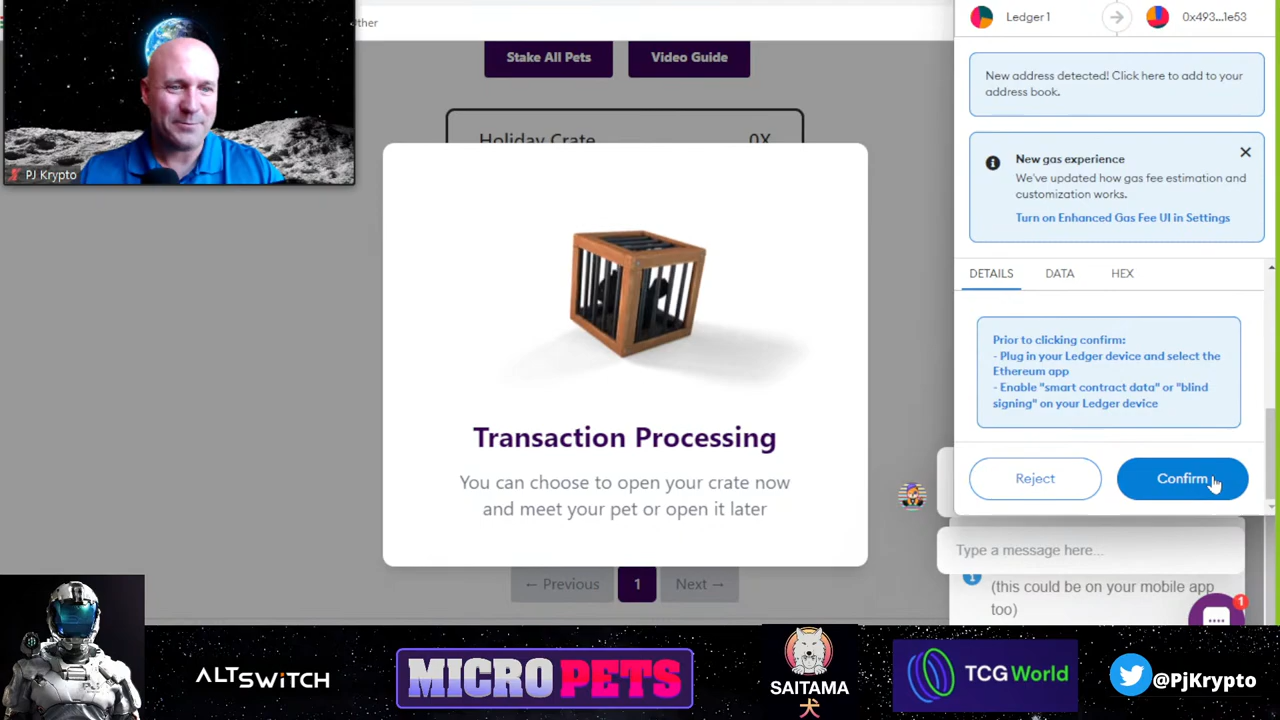 ther
Stake All Pets
Video Guide
Holiday Crate 0X
PJ Krypto
Transaction Processing
You can choose to open your crate now
and meet your pet or open it later
← Previous 1 Next →
Ledger 1 → 0x493...1e53
New address detected! Click here to add to your
address book.
New gas experience
We've updated how gas fee estimation and
customization works.
Turn on Enhanced Gas Fee UI in Settings
DETAILS DATA HEX
Prior to clicking confirm:
- Plug in your Ledger device and select the
Ethereum app
- Enable "smart contract data" or "blind
signing" on your Ledger device
Reject Confirm
Type a message here...
(this could be on your mobile app
too)
1
ALTSWITCH
MICRO PETS
SAITAMA
犬
TCG World
@PjKrypto